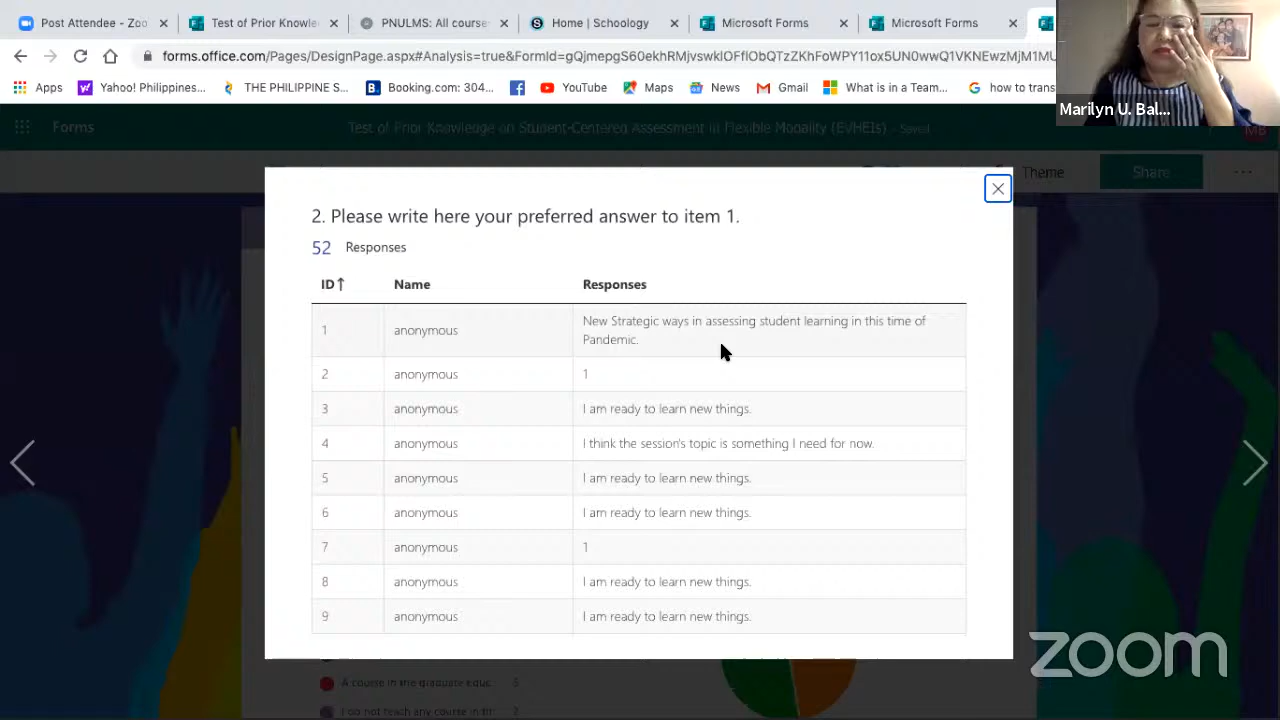 Post Attendee - Zoo
Test of Prior Knowle
PNULMS: All course
Home | Schoology
Microsoft Forms
Microsoft Forms
forms.office.com/Pages/DesignPage.aspx#Analysis=true&FormId=
Apps
Yahoo! Philippines...
THE PHILIPPINE S...
Booking.com: 304...
YouTube
Maps
News
Gmail
What is in a Team...
how to trans
Marilyn U. Bal...
Forms
Test of Prior Knowledge on Student-Centered Assessment in Flexible Modality (EVHEIs) - Saved
MB
Theme
Share
2. Please write here your preferred answer to item 1.
52 Responses
ID↑ Name Responses
1 anonymous New Strategic ways in assessing student learning in this time of
Pandemic.
2 anonymous 1
3 anonymous I am ready to learn new things.
4 anonymous I think the session's topic is something I need for now.
5 anonymous I am ready to learn new things.
6 anonymous I am ready to learn new things.
7 anonymous 1
8 anonymous I am ready to learn new things.
9 anonymous I am ready to learn new things.
A course in the graduate educ...
I do not teach any course in
zoom